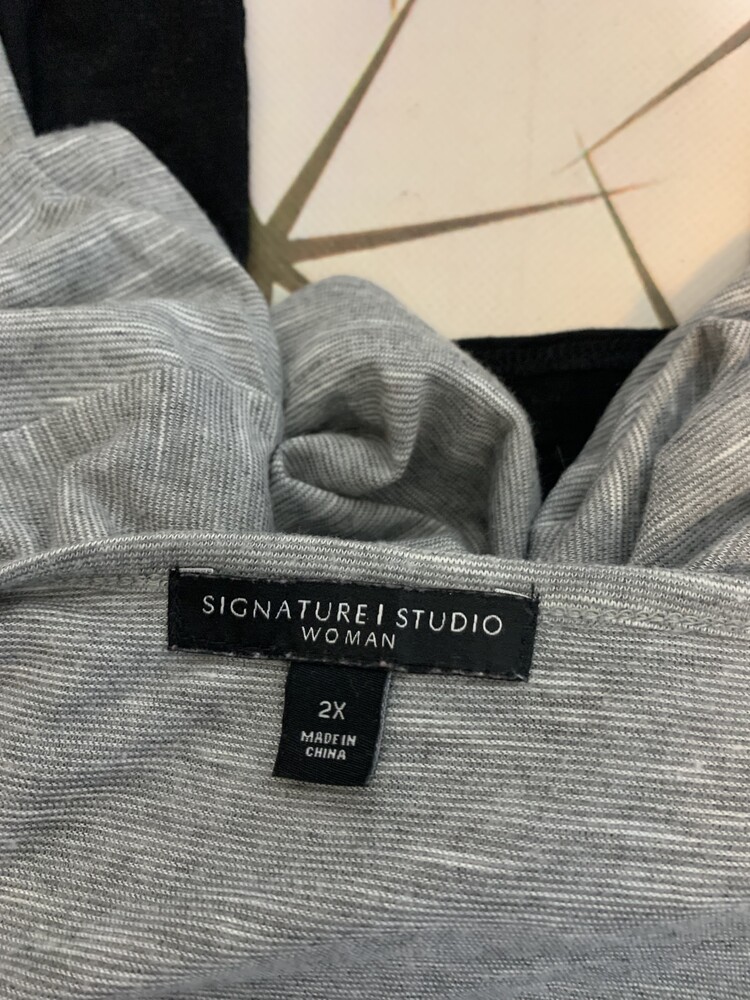 SIGNATURE| STUDIO
WOMAN
2X
MADE IN
CHINA